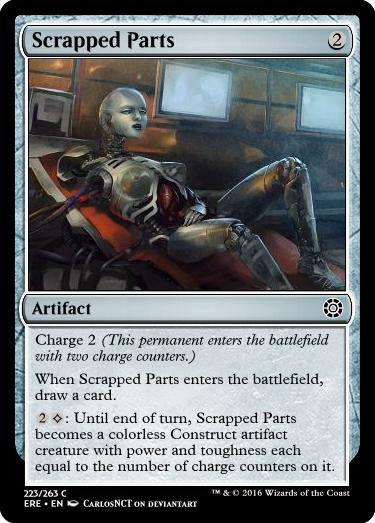 Scrapped Parts 2
Artifact
Charge 2 (This permanent enters the battlefield
with two charge counters.)
When Scrapped Parts enters the battlefield,
draw a card.
2 : Until end of turn, Scrapped Parts
becomes a colorless Construct artifact
creature with power and toughness each
equal to the number of charge counters on it.
223/263 C
ERE • EN CarlosNCT on deviantart
™ & © 2016 Wizards of the Coast